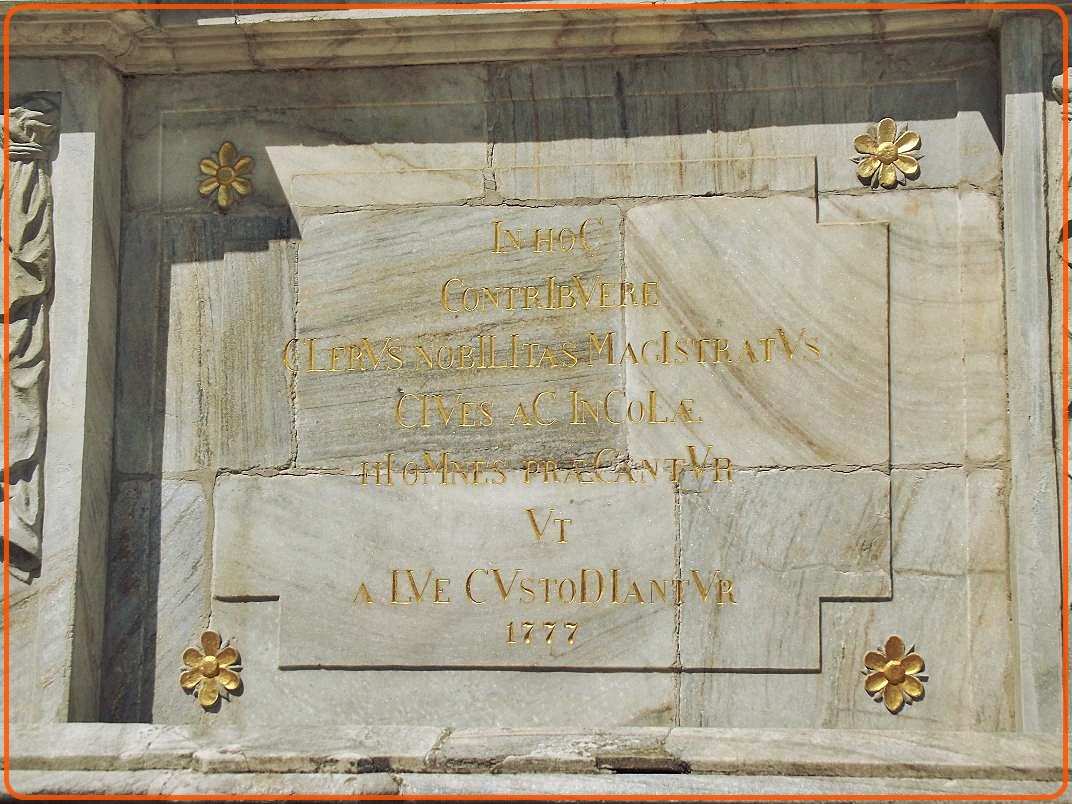 In hoC
ContrIbVere
CLerVs nobILItas MagIstratVs
CIVes aC InCoLæ
hI oMnes præCantVr
Vt
a LVe CVstoDIantVr
1777